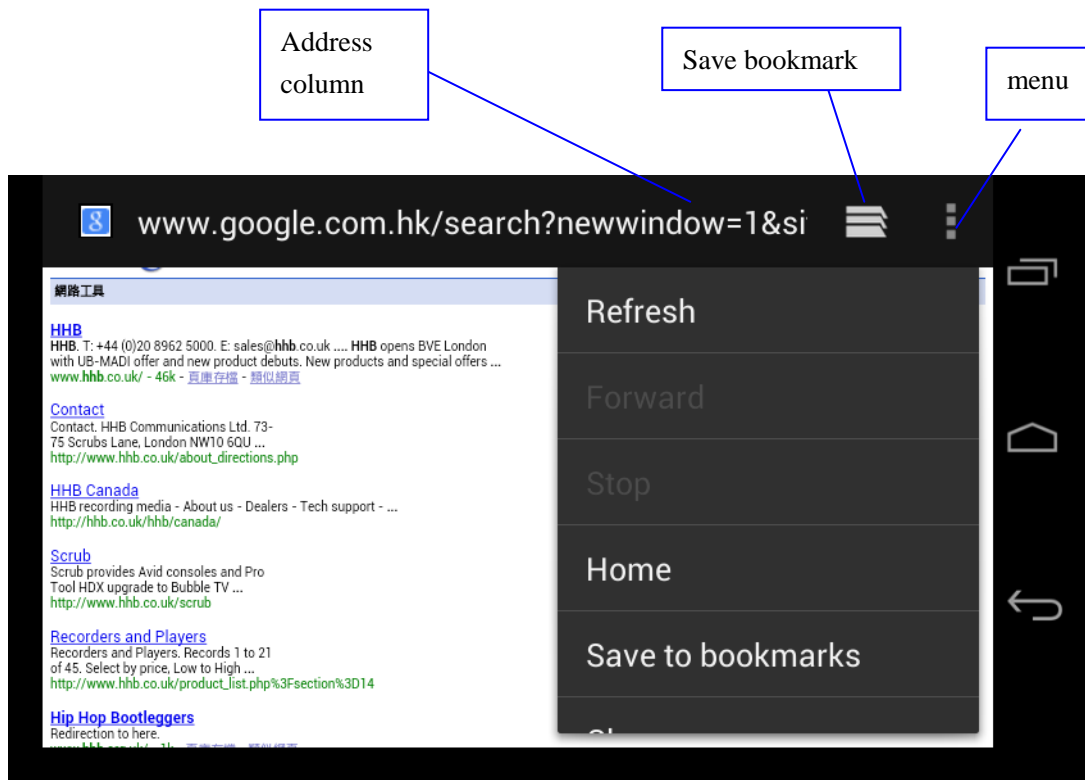 Address
column
Save bookmark
menu
8 www.google.com.hk/search?newwindow=1&si
網路工具
HHB
HHB. T: +44 (0)20 8962 5000. E: sales@hhb.co.uk .... HHB opens BVE London
with UB-MADI offer and new product debuts. New products and special offers ...
www.hhb.co.uk/ - 46k - 頁庫存檔 - 類似網頁
Contact
Contact. HHB Communications Ltd. 73-
75 Scrubs Lane, London NW10 6QU ...
http://www.hhb.co.uk/about_directions.php
HHB Canada
HHB recording media - About us - Dealers - Tech support - ...
http://hhb.co.uk/hhb/canada/
Scrub
Scrub provides Avid consoles and Pro
Tool HDX upgrade to Bubble TV ...
http://www.hhb.co.uk/scrub
Recorders and Players
Recorders and Players. Records 1 to 21
of 45. Select by price, Low to High ...
http://www.hhb.co.uk/product_list.php%3Fsection%3D14
Hip Hop Bootleggers
Redirection to here.
Refresh
Forward
Stop
Home
Save to bookmarks